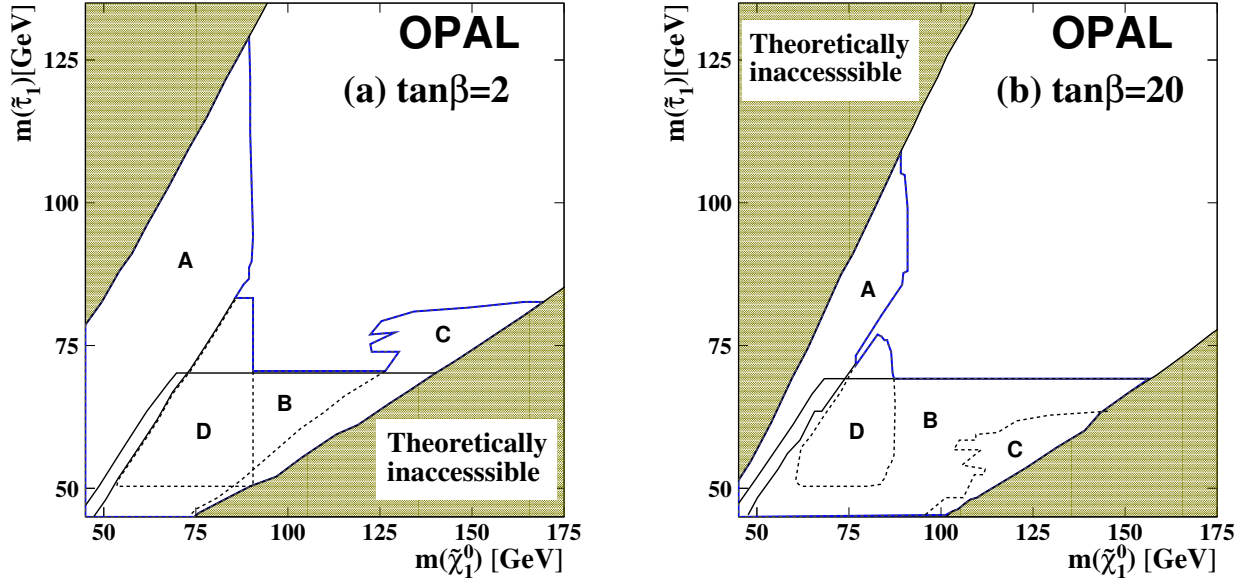 OPAL
(a) tanβ=2
m(τ̃₁) [GeV]
125
100
75
50
A
B
C
D
Theoretically
inaccesssible
50
75
100
125
150
175
m(χ̃₁⁰) [GeV]
Theoretically
inaccesssible
OPAL
(b) tanβ=20
m(τ̃₁) [GeV]
125
100
75
50
A
B
C
D
50
75
100
125
150
175
m(χ̃₁⁰) [GeV]